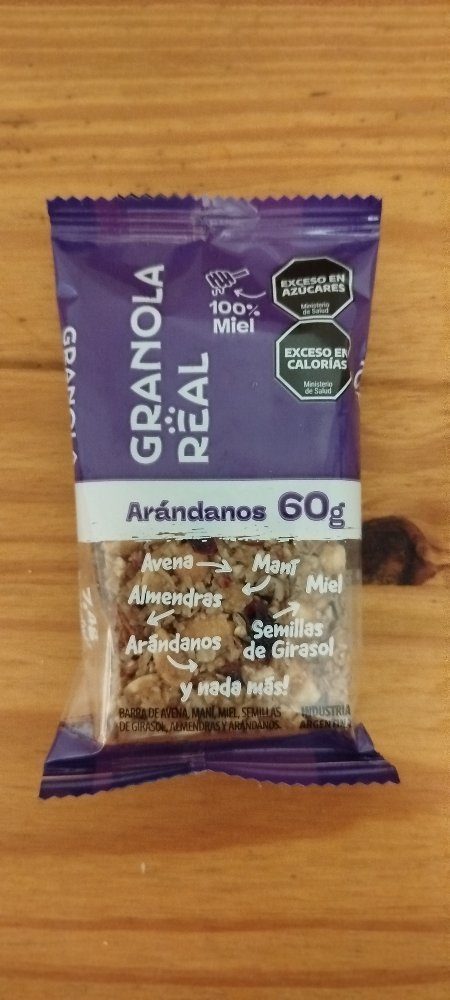 GRANOLA
REAL
100%
Miel
EXCESO EN
AZÚCARES
Ministerio
de Salud
EXCESO EN
CALORÍAS
Ministerio
de Salud
GRANOLA
Arándanos 60g
Avena
Maní
Miel
Almendras
Arándanos
Semillas
de Girasol
y nada más!
BARRA DE AVENA, MANÍ, MIEL, SEMILLAS
DE GIRASOL, ALMENDRAS Y ARÁNDANOS.
INDUSTRIA
ARGENTINA